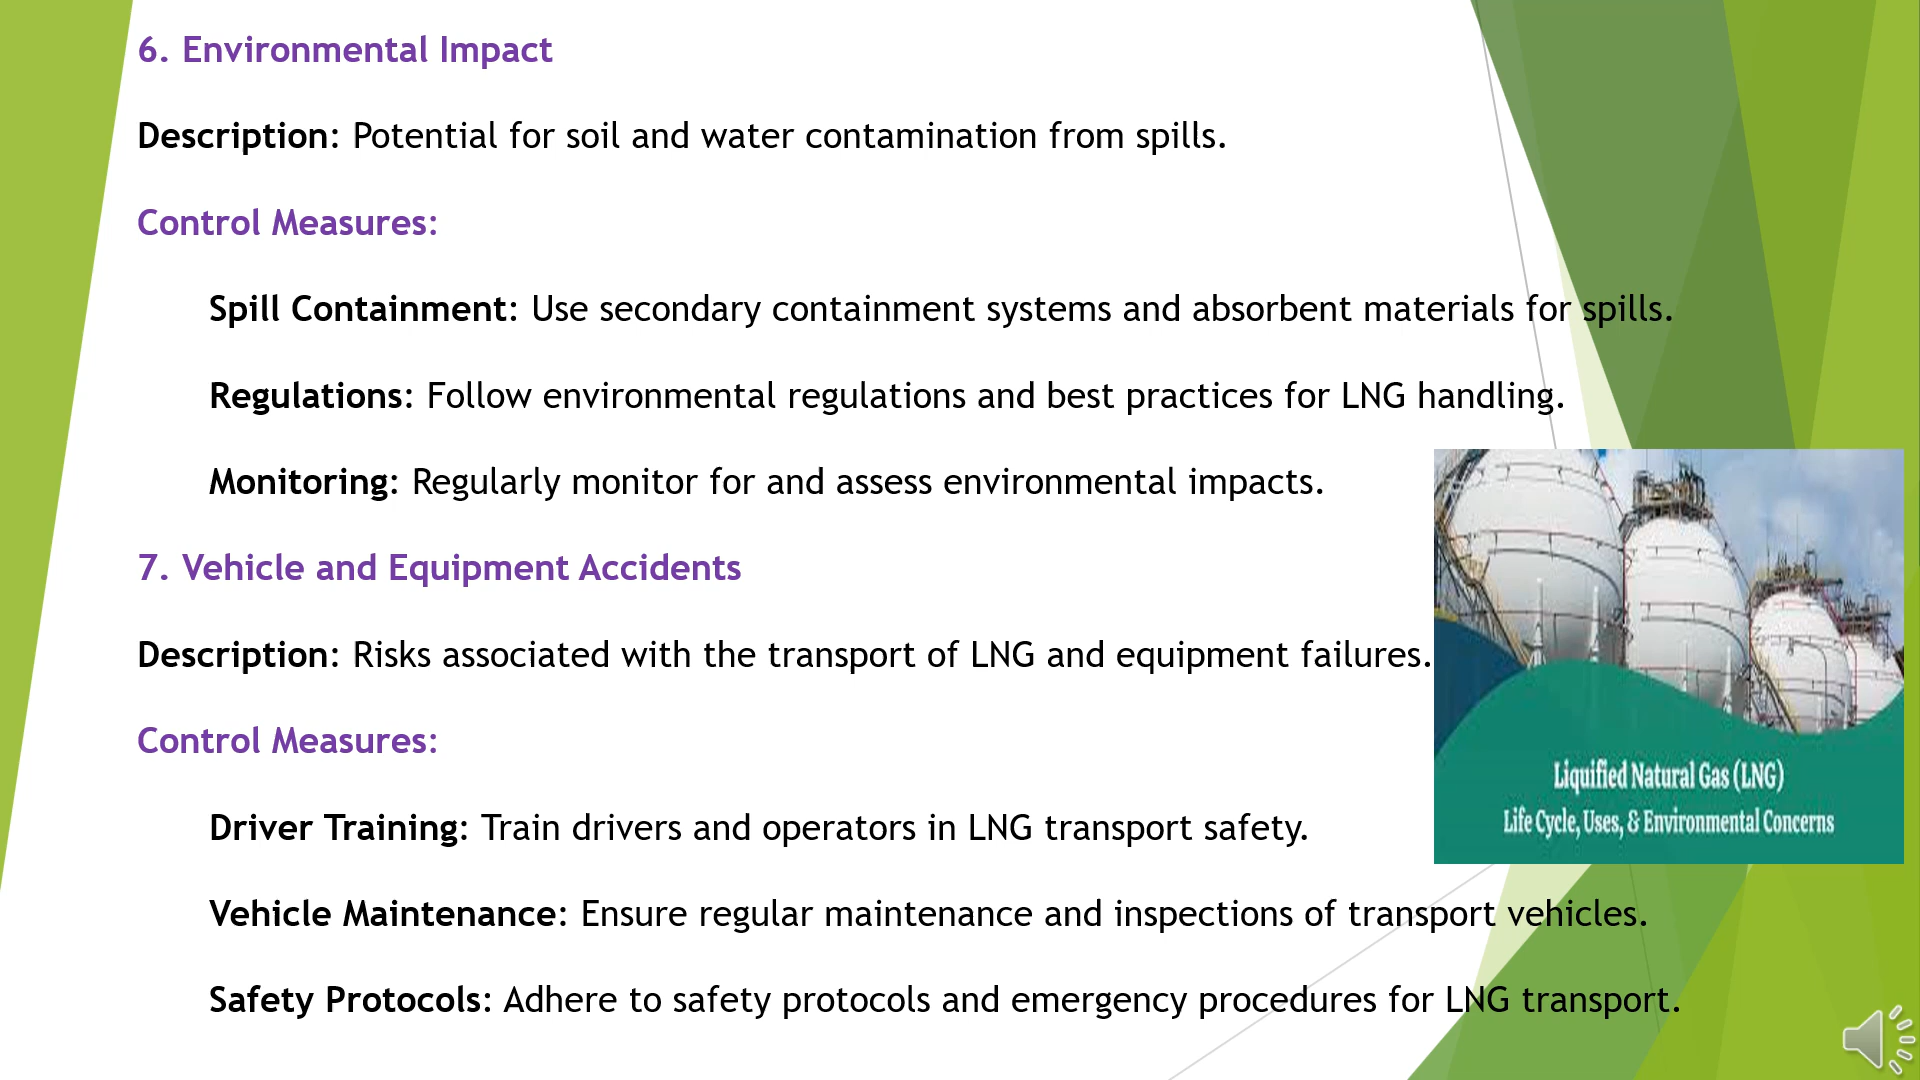 6. Environmental Impact
Description: Potential for soil and water contamination from spills.
Control Measures:
Spill Containment: Use secondary containment systems and absorbent materials for spills.
Regulations: Follow environmental regulations and best practices for LNG handling.
Monitoring: Regularly monitor for and assess environmental impacts.
7. Vehicle and Equipment Accidents
Description: Risks associated with the transport of LNG and equipment failures.
Control Measures:
Driver Training: Train drivers and operators in LNG transport safety.
Vehicle Maintenance: Ensure regular maintenance and inspections of transport vehicles.
Safety Protocols: Adhere to safety protocols and emergency procedures for LNG transport.
Liquified Natural Gas (LNG)
Life Cycle, Uses, & Environmental Concerns